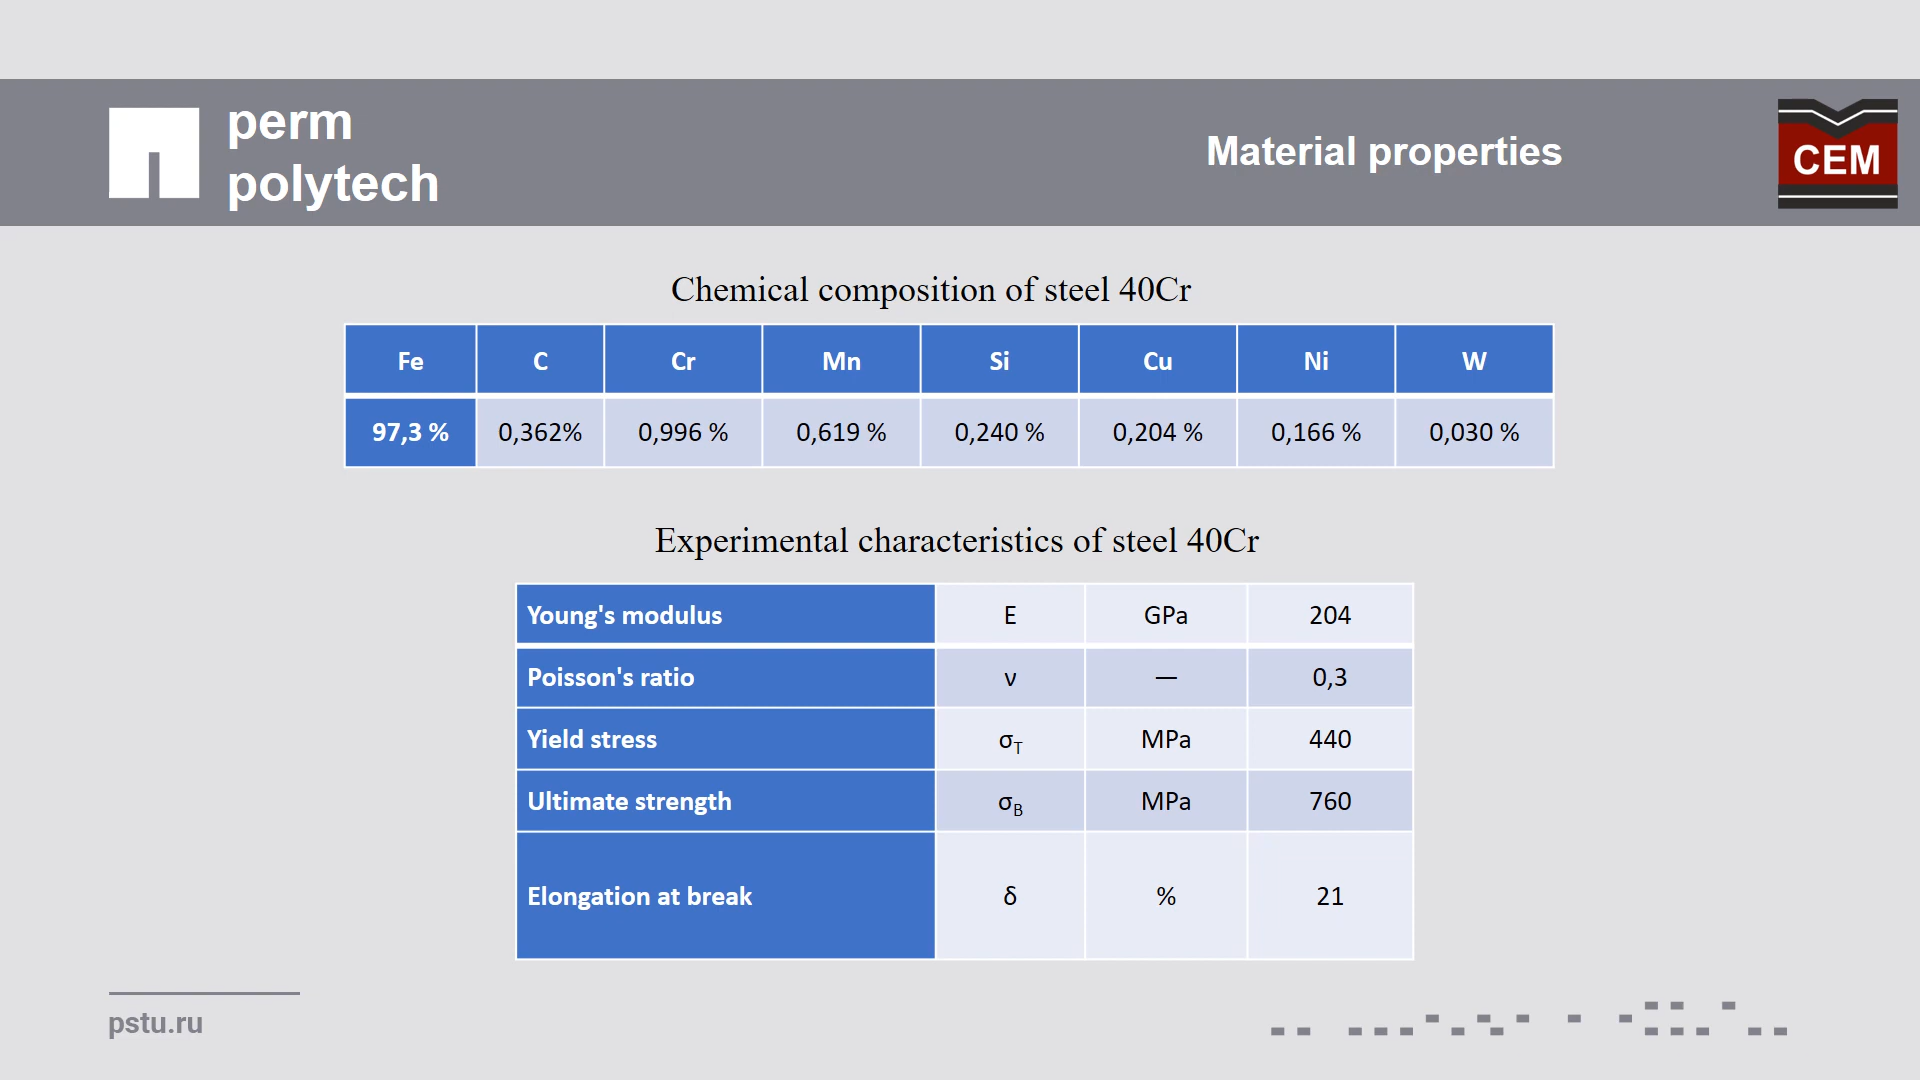 perm
polytech
Material properties
CEM
Chemical composition of steel 40Cr
Fe C Cr Mn Si Cu Ni W
97,3 % 0,362% 0,996 % 0,619 % 0,240 % 0,204 % 0,166 % 0,030 %
Experimental characteristics of steel 40Cr
Young's modulus E GPa 204
Poisson's ratio ν — 0,3
Yield stress σT MPa 440
Ultimate strength σB MPa 760
Elongation at break δ % 21
pstu.ru